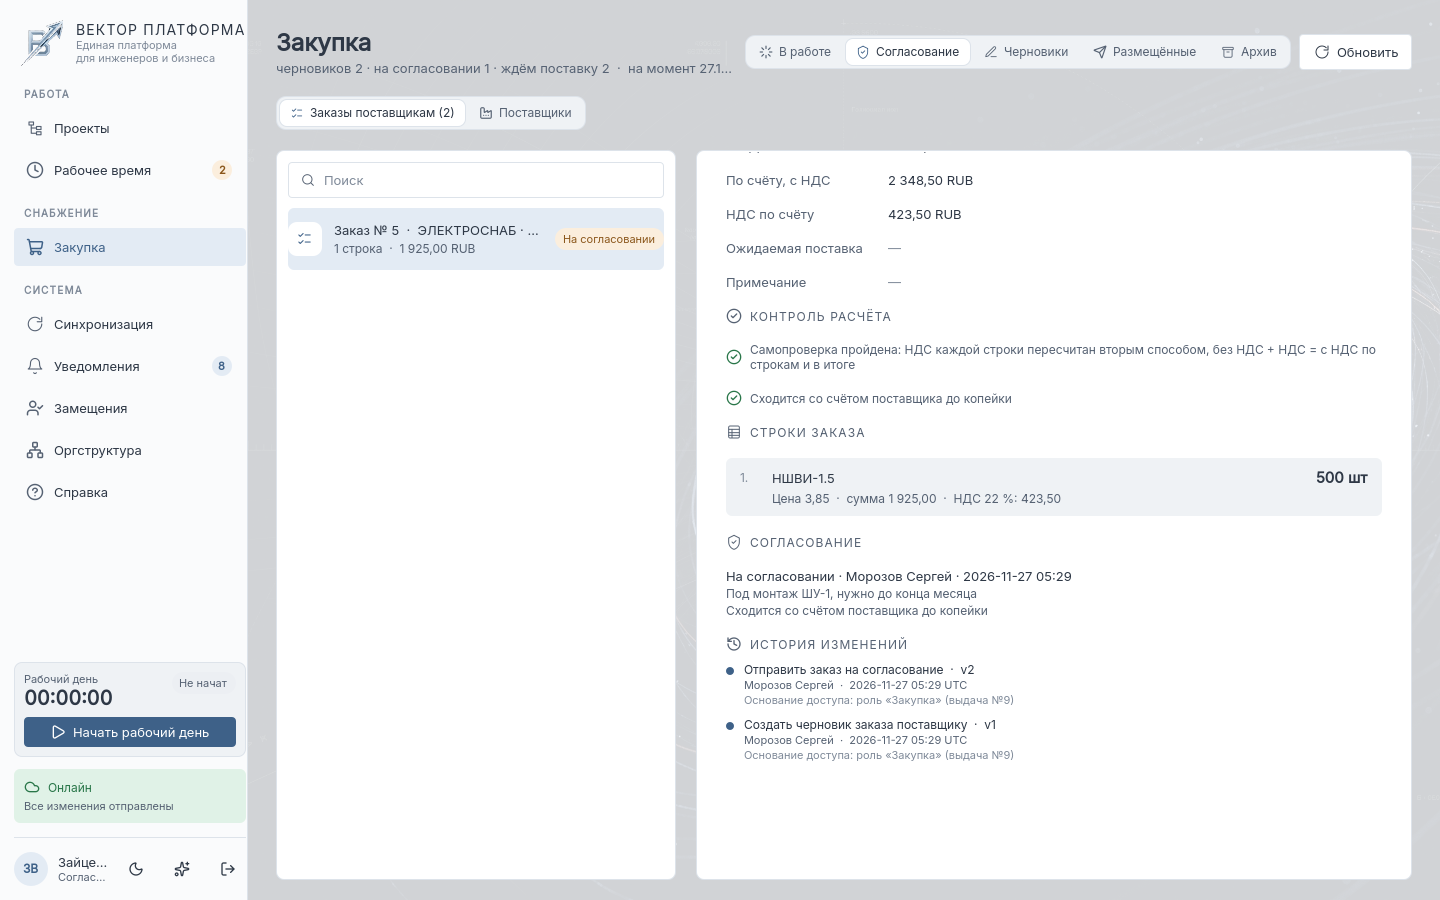 ВЕКТОР ПЛАТФОРМА
Единая платформа
для инженеров и бизнеса
РАБОТА
Проекты
Рабочее время
2
СНАБЖЕНИЕ
Закупка
СИСТЕМА
Синхронизация
Уведомления
8
Замещения
Оргструктура
Справка
Рабочий день
Не начат
00:00:00
Начать рабочий день
Онлайн
Все изменения отправлены
ЗВ
Зайце...
Соглас...
Закупка
черновиков 2 · на согласовании 1 · ждём поставку 2 · на момент 27.1...
В работе
Согласование
Черновики
Размещённые
Архив
Обновить
Заказы поставщикам (2)
Поставщики
Поиск
Заказ № 5 · ЭЛЕКТРОСНАБ · ...
1 строка · 1 925,00 RUB
На согласовании
По счёту, с НДС 2 348,50 RUB
НДС по счёту 423,50 RUB
Ожидаемая поставка —
Примечание —
КОНТРОЛЬ РАСЧЁТА
Самопроверка пройдена: НДС каждой строки пересчитан вторым способом, без НДС + НДС = с НДС по
строкам и в итоге
Сходится со счётом поставщика до копейки
СТРОКИ ЗАКАЗА
1. НШВИ-1.5 500 шт
Цена 3,85 · сумма 1 925,00 · НДС 22 %: 423,50
СОГЛАСОВАНИЕ
На согласовании · Морозов Сергей · 2026-11-27 05:29
Под монтаж ШУ-1, нужно до конца месяца
Сходится со счётом поставщика до копейки
ИСТОРИЯ ИЗМЕНЕНИЙ
Отправить заказ на согласование · v2
Морозов Сергей · 2026-11-27 05:29 UTC
Основание доступа: роль «Закупка» (выдача №9)
Создать черновик заказа поставщику · v1
Морозов Сергей · 2026-11-27 05:29 UTC
Основание доступа: роль «Закупка» (выдача №9)